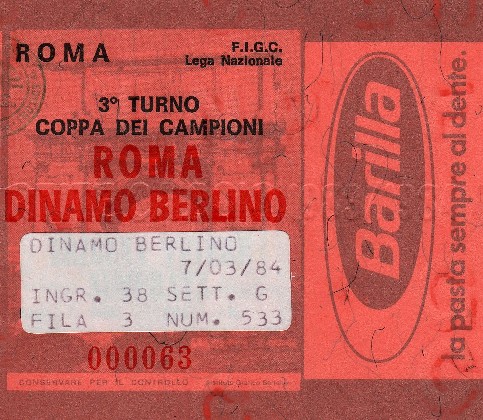 ROMA
F.I.G.C.
Lega Nazionale
3° TURNO
COPPA DEI CAMPIONI
ROMA
DINAMO BERLINO
DINAMO BERLINO
7/03/84
INGR. 38 SETT. G
FILA 3 NUM. 533
000063
CONSERVARE PER IL CONTROLLO
Barilla
la pasta sempre al dente.